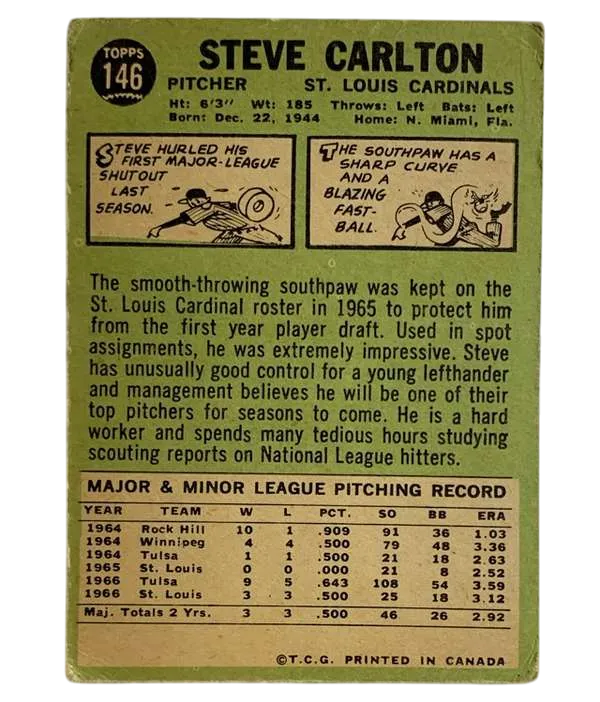 TOPPS
146
STEVE CARLTON
PITCHER ST. LOUIS CARDINALS
Ht: 6'3" Wt: 185 Throws: Left Bats: Left
Born: Dec. 22, 1944 Home: N. Miami, Fla.
STEVE HURLED HIS
FIRST MAJOR-LEAGUE
SHUTOUT
LAST
SEASON.
THE SOUTHPAW HAS A
SHARP CURVE
AND A
BLAZING
FAST-
BALL.
The smooth-throwing southpaw was kept on the
St. Louis Cardinal roster in 1965 to protect him
from the first year player draft. Used in spot
assignments, he was extremely impressive. Steve
has unusually good control for a young lefthander
and management believes he will be one of their
top pitchers for seasons to come. He is a hard
worker and spends many tedious hours studying
scouting reports on National League hitters.
MAJOR & MINOR LEAGUE PITCHING RECORD
YEAR TEAM W L PCT. SO BB ERA
1964 Rock Hill 10 1 .909 91 36 1.03
1964 Winnipeg 4 4 .500 79 48 3.36
1964 Tulsa 1 1 .500 21 18 2.63
1965 St. Louis 0 0 .000 21 8 2.52
1966 Tulsa 9 5 .643 108 54 3.59
1966 St. Louis 3 3 .500 25 18 3.12
Maj. Totals 2 Yrs. 3 3 .500 46 26 2.92
©T.C.G. PRINTED IN CANADA